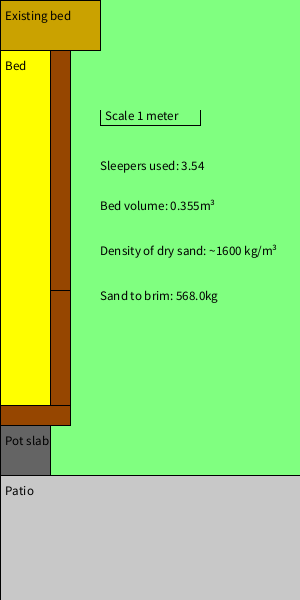 Existing bed
Bed
Scale 1 meter
Sleepers used: 3.54
Bed volume: 0.355m³
Density of dry sand: ~1600 kg/m³
Sand to brim: 568.0kg
Pot slab
Patio